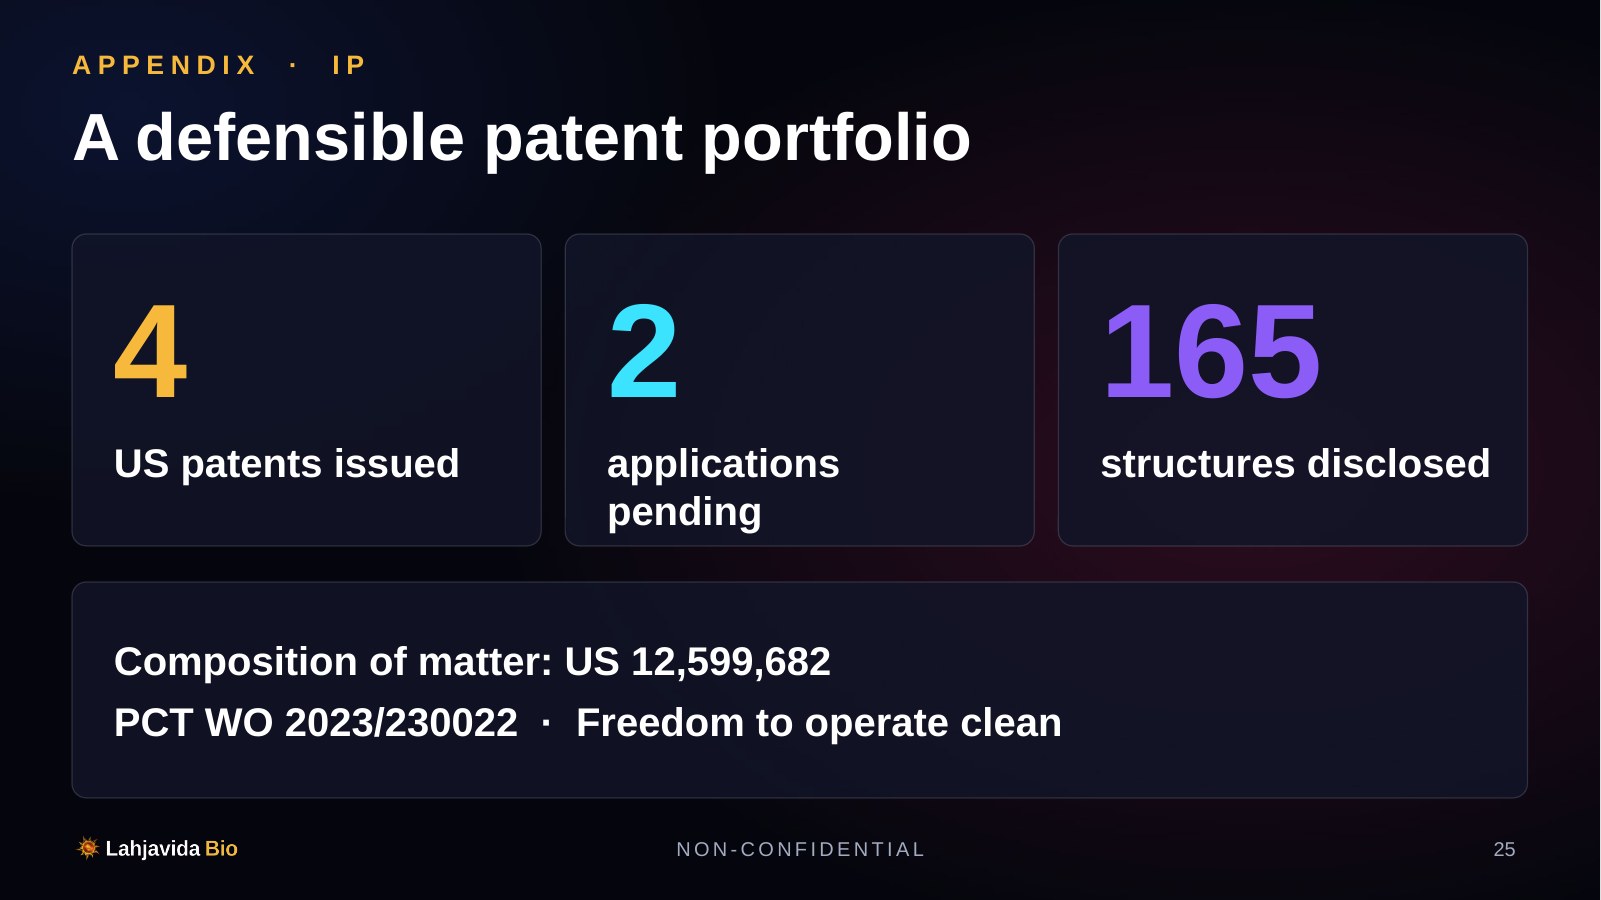 APPENDIX · IP
A defensible patent portfolio
4
US patents issued
2
applications
pending
165
structures disclosed
Composition of matter: US 12,599,682
PCT WO 2023/230022 · Freedom to operate clean
Lahjavida Bio
NON-CONFIDENTIAL
25